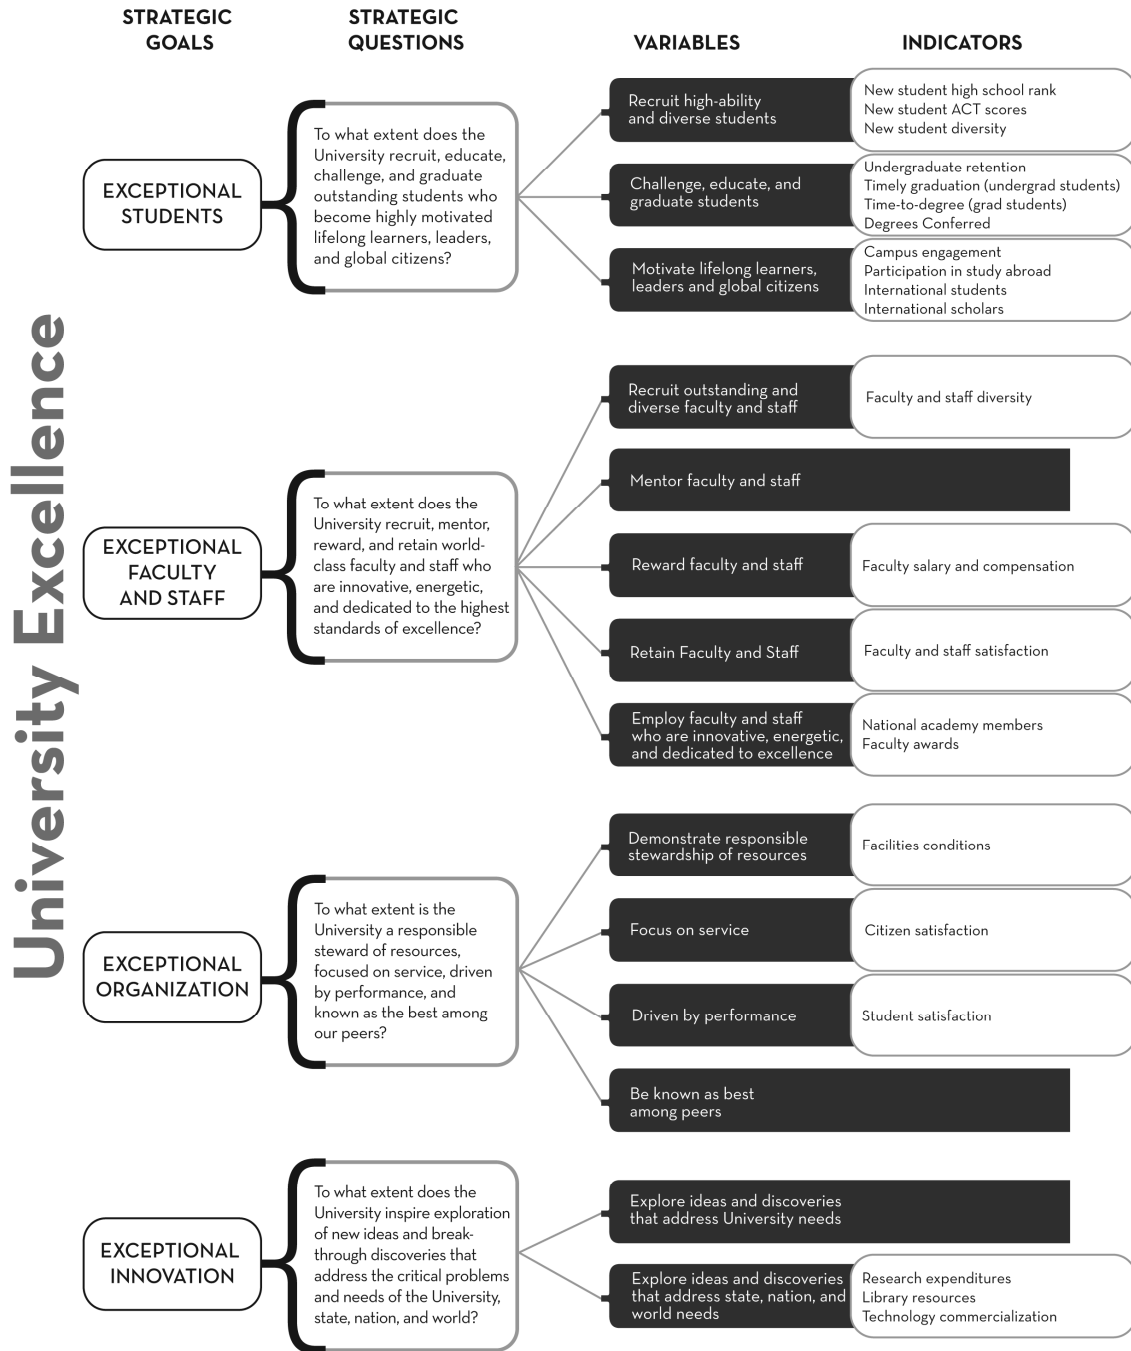 STRATEGIC
GOALS
STRATEGIC
QUESTIONS
VARIABLES
INDICATORS
University Excellence
EXCEPTIONAL
STUDENTS
To what extent does the
University recruit, educate,
challenge, and graduate
outstanding students who
become highly motivated
lifelong learners, leaders,
and global citizens?
Recruit high-ability
and diverse students
New student high school rank
New student ACT scores
New student diversity
Challenge, educate, and
graduate students
Undergraduate retention
Timely graduation (undergrad students)
Time-to-degree (grad students)
Degrees Conferred
Motivate lifelong learners,
leaders and global citizens
Campus engagement
Participation in study abroad
International students
International scholars
EXCEPTIONAL
FACULTY
AND STAFF
To what extent does the
University recruit, mentor,
reward, and retain world-
class faculty and staff who
are innovative, energetic,
and dedicated to the highest
standards of excellence?
Recruit outstanding and
diverse faculty and staff
Faculty and staff diversity
Mentor faculty and staff
Reward faculty and staff
Faculty salary and compensation
Retain Faculty and Staff
Faculty and staff satisfaction
Employ faculty and staff
who are innovative, energetic,
and dedicated to excellence
National academy members
Faculty awards
EXCEPTIONAL
ORGANIZATION
To what extent is the
University a responsible
steward of resources,
focused on service, driven
by performance, and
known as the best among
our peers?
Demonstrate responsible
stewardship of resources
Facilities conditions
Focus on service
Citizen satisfaction
Driven by performance
Student satisfaction
Be known as best
among peers
EXCEPTIONAL
INNOVATION
To what extent does the
University inspire exploration
of new ideas and break-
through discoveries that
address the critical problems
and needs of the University,
state, nation, and world?
Explore ideas and discoveries
that address University needs
Explore ideas and discoveries
that address state, nation, and
world needs
Research expenditures
Library resources
Technology commercialization